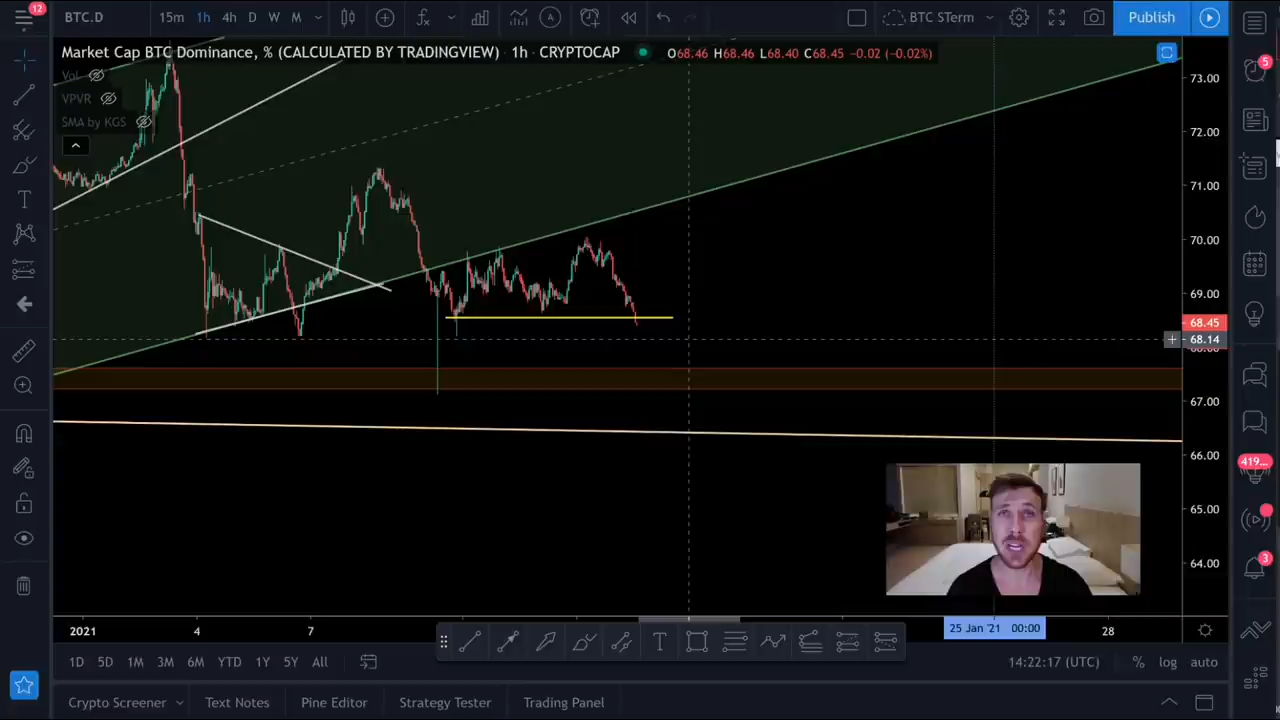 12
BTC.D 15m 1h 4h D W M BTC STerm Publish
Market Cap BTC Dominance, % (CALCULATED BY TRADINGVIEW) · 1h · CRYPTOCAP O68.46 H68.46 L68.40 C68.45 −0.02 (−0.02%)
Vol
VPVR
SMA by KGS
73.00
72.00
71.00
70.00
69.00
68.45
68.14
67.00
66.00
65.00
64.00
5
419...
3
2021 4 7 25 Jan '21 00:00 28
1D 5D 1M 3M 6M YTD 1Y 5Y All 14:22:17 (UTC) % log auto
Crypto Screener Text Notes Pine Editor Strategy Tester Trading Panel